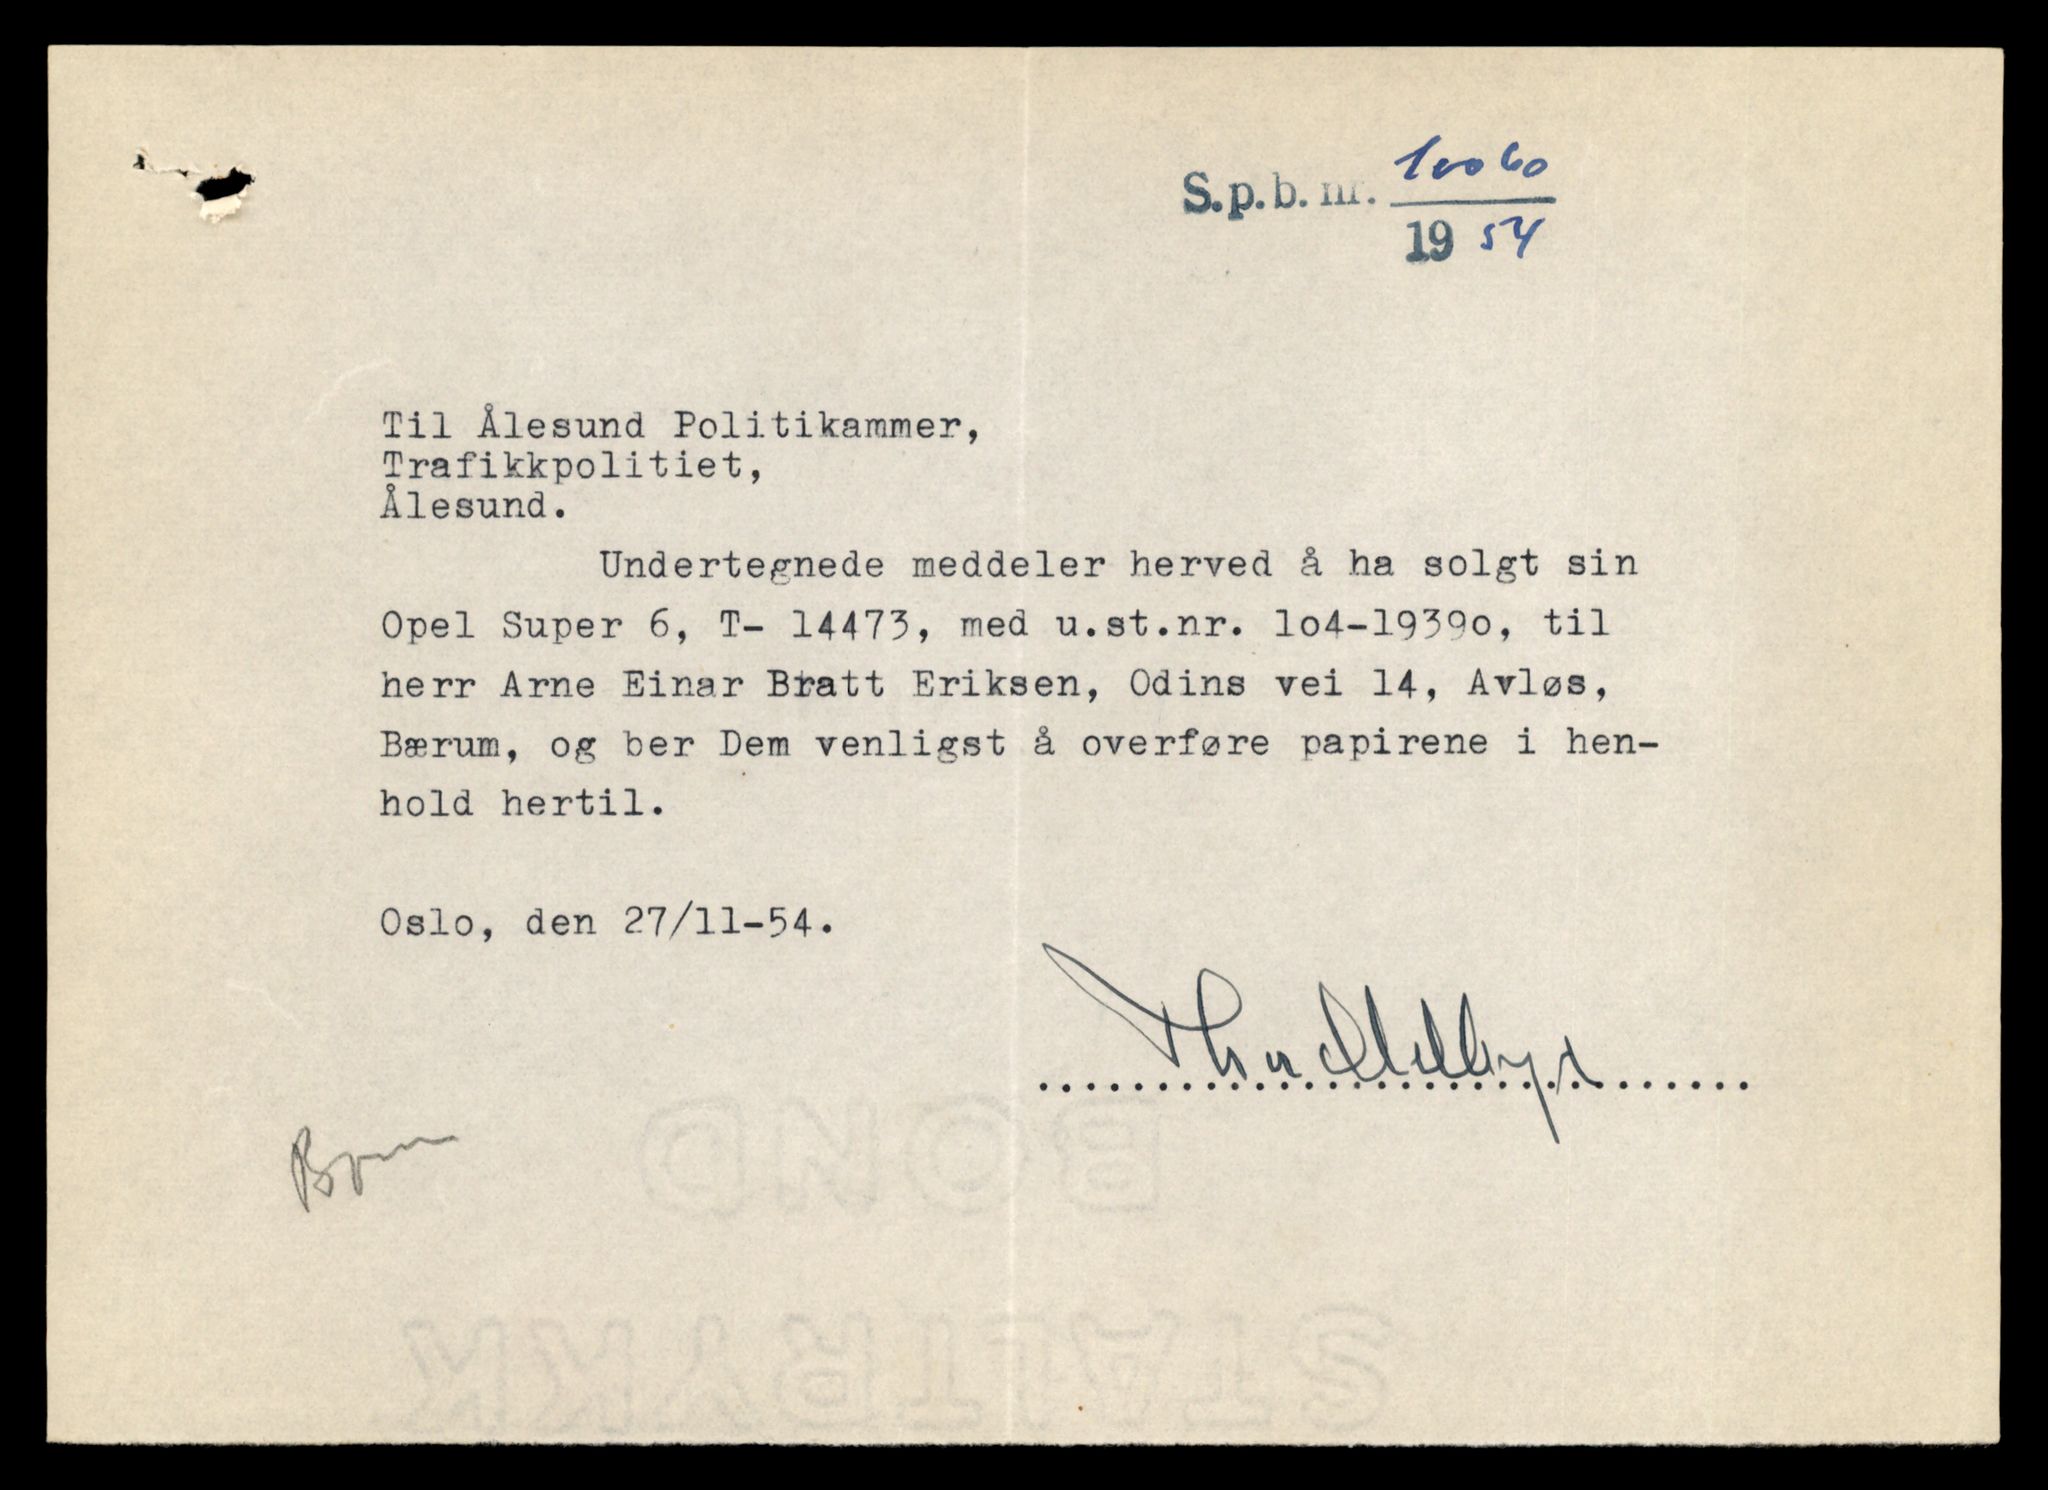 S.p.b. nr. 10060
1954
Til Ålesund Politikammer,
Trafikkpolitiet,
Ålesund.
Undertegnede meddeler herved å ha solgt sin
Opel Super 6, T- 14473, med u.st.nr. 1o4-1939o, til
herr Arne Einar Bratt Eriksen, Odins vei 14, Avløs,
Bærum, og ber Dem venligst å overføre papirene i hen-
hold hertil.
Oslo, den 27/11-54.